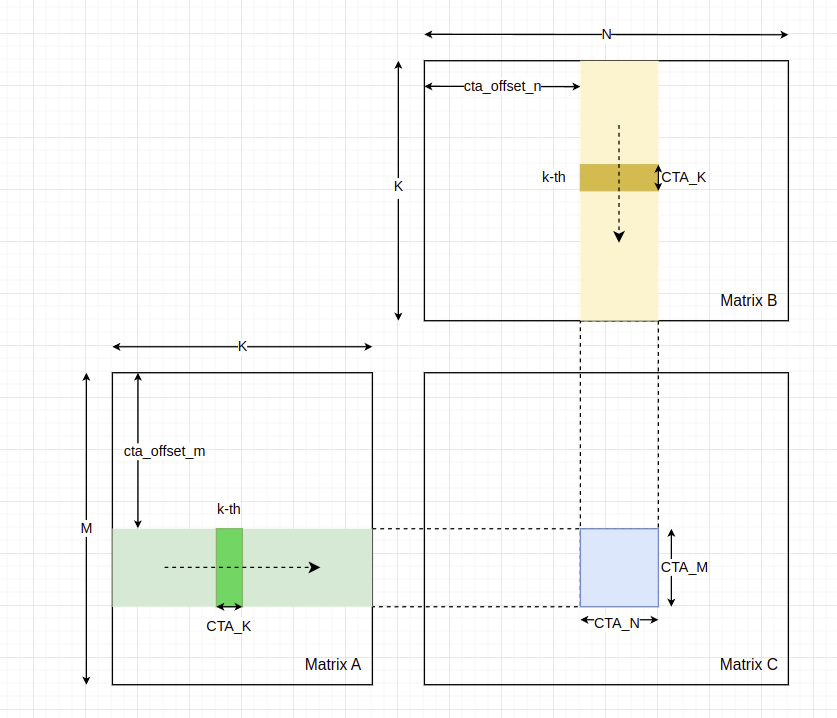 N
cta_offset_n
k-th
CTA_K
K
Matrix B
K
cta_offset_m
k-th
M
CTA_M
CTA_K
CTA_N
Matrix A
Matrix C